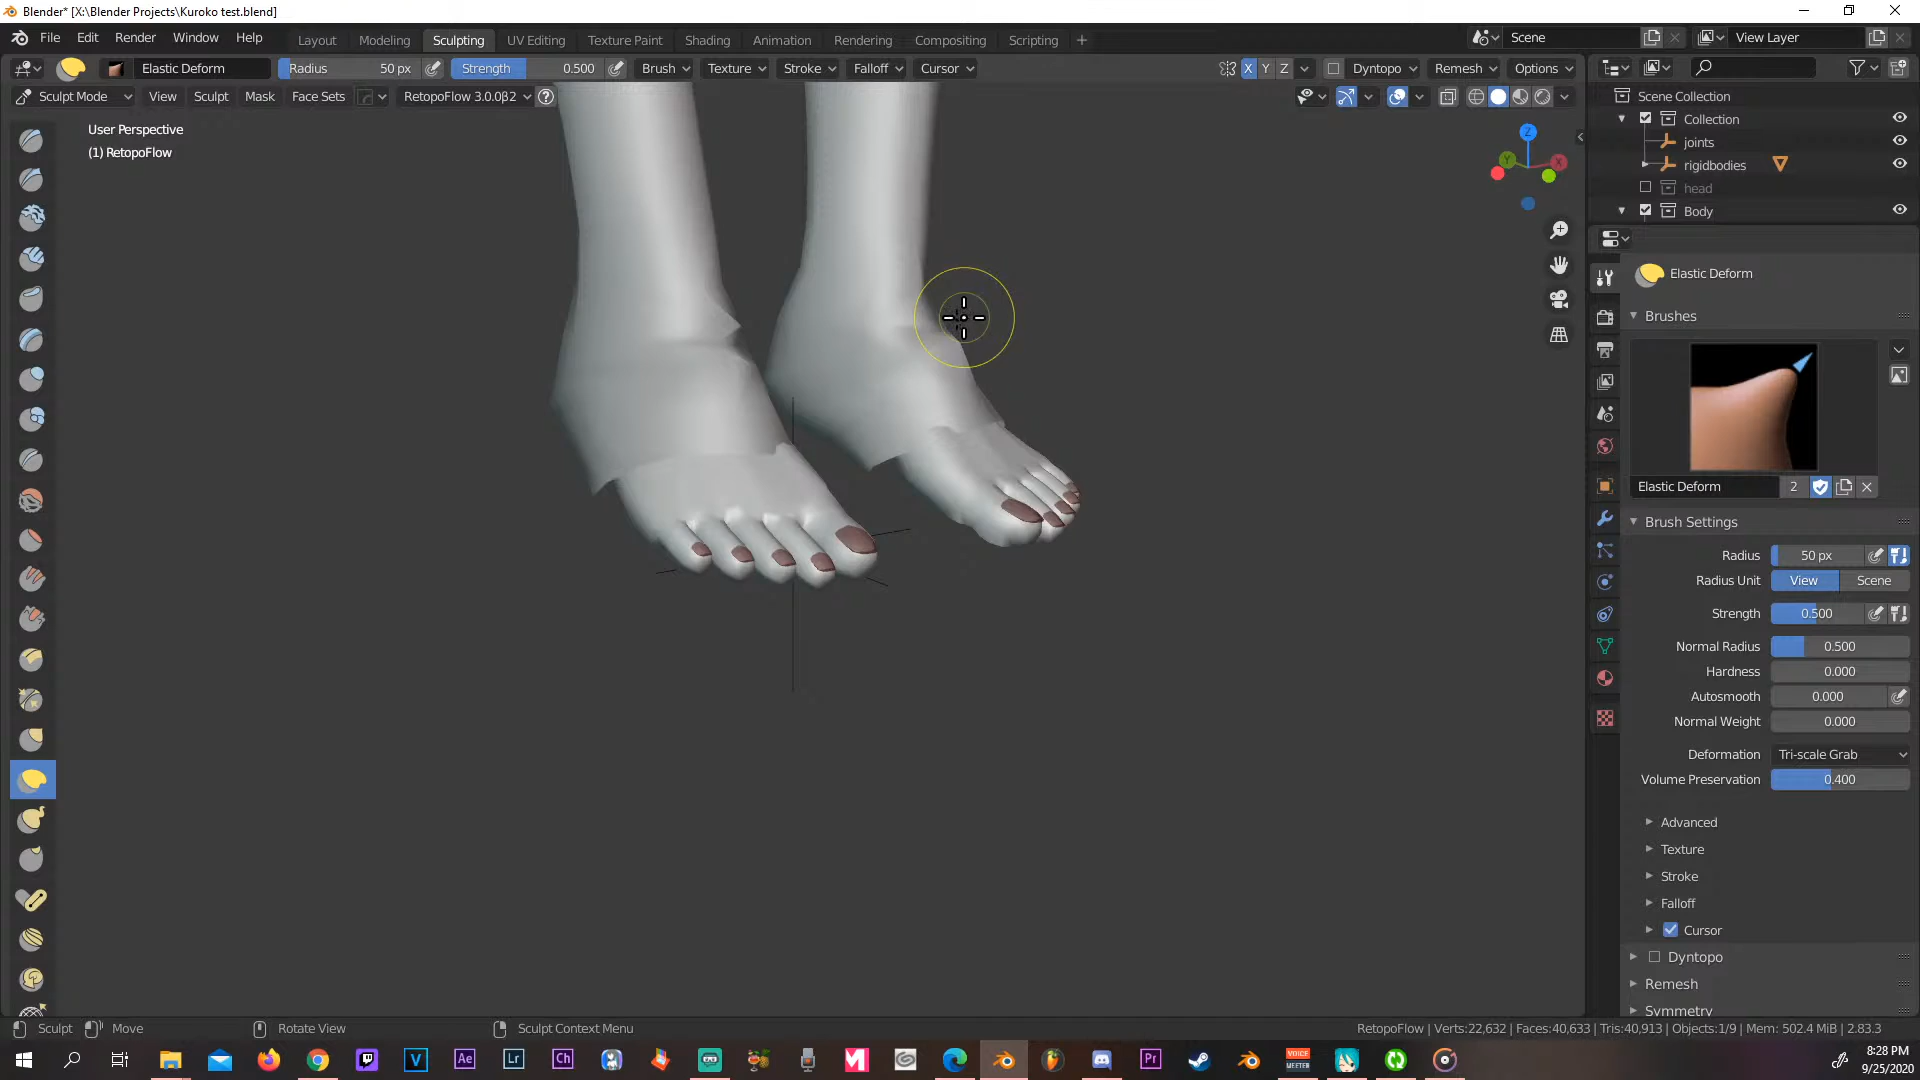 Blender* [X:\Blender Projects\Kuroko test.blend]
File Edit Render Window Help Layout Modeling Sculpting UV Editing Texture Paint Shading Animation Rendering Compositing Scripting + Scene View Layer
Elastic Deform Radius 50 px Strength 0.500 Brush Texture Stroke Falloff Cursor X Y Z Dyntopo Remesh Options
Sculpt Mode View Sculpt Mask Face Sets RetopoFlow 3.0.0β2 ?
User Perspective
(1) RetopoFlow
Z
Y X
Scene Collection
Collection
joints
rigidbodies
head
Body
Elastic Deform
Brushes
Elastic Deform 2
Brush Settings
Radius 50 px
Radius Unit View Scene
Strength 0.500
Normal Radius 0.500
Hardness 0.000
Autosmooth 0.000
Normal Weight 0.000
Deformation Tri-scale Grab
Volume Preservation 0.400
Advanced
Texture
Stroke
Falloff
Cursor
Dyntopo
Remesh
Symmetry
Sculpt Move Rotate View Sculpt Context Menu RetopoFlow | Verts:22,632 | Faces:40,633 | Tris:40,913 | Objects:1/9 | Mem: 502.4 MiB | 2.83.3
V Ae Lr Ch M Pr VOICE MEETER
8:28 PM
9/25/2020